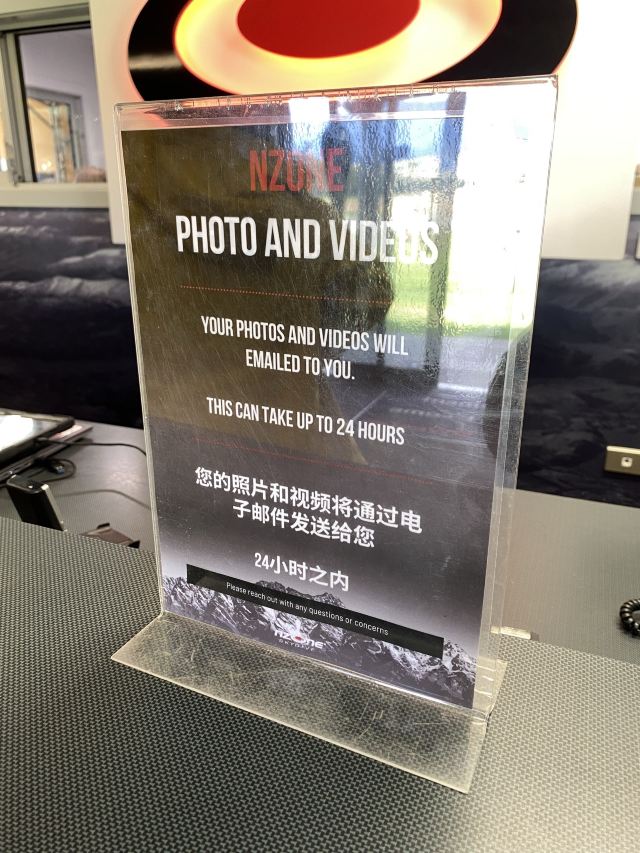 NZONE
PHOTO AND VIDEOS
YOUR PHOTOS AND VIDEOS WILL
EMAILED TO YOU.
THIS CAN TAKE UP TO 24 HOURS
您的照片和视频将通过电
子邮件发送给您
24小时之内
Please reach out with any questions or concerns
NZONE
SKYDIVE